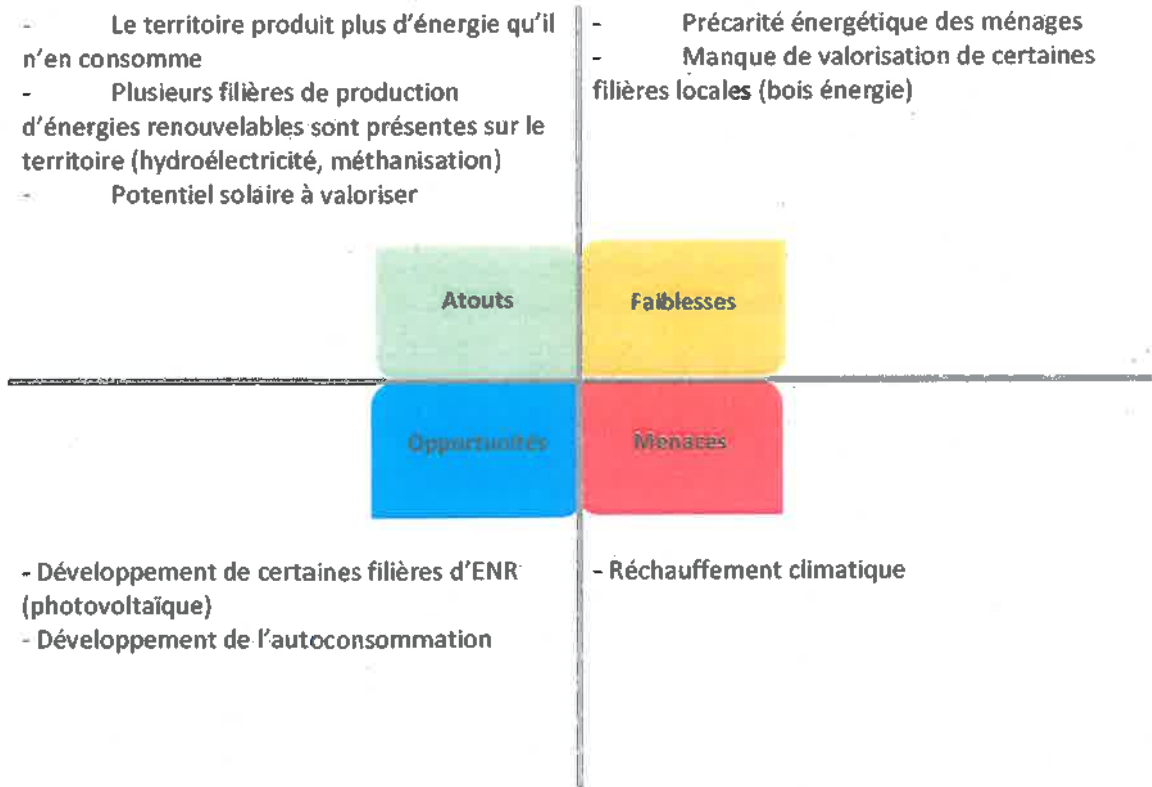 - Le territoire produit plus d'énergie qu'il
n'en consomme
- Plusieurs filières de production
d'énergies renouvelables sont présentes sur le
territoire (hydroélectricité, méthanisation)
- Potentiel solaire à valoriser
- Précarité énergétique des ménages
- Manque de valorisation de certaines
filières locales (bois énergie)
Atouts
Faiblesses
Opportunités
Menaces
- Développement de certaines filières d'ENR
(photovoltaïque)
- Développement de l'autoconsommation
- Réchauffement climatique